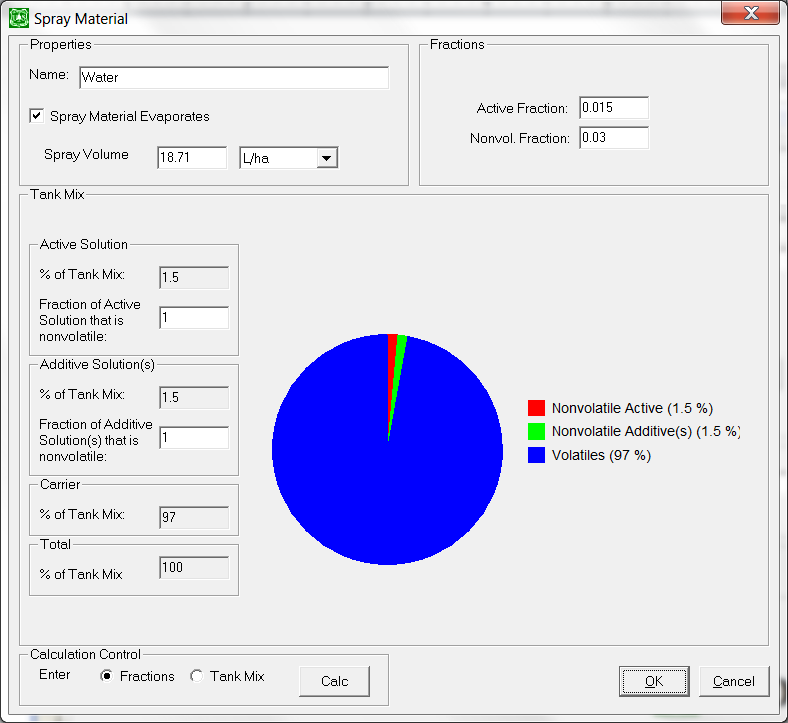 Spray Material
Properties
Name: Water
Spray Material Evaporates
Spray Volume 18.71 L/ha
Fractions
Active Fraction: 0.015
Nonvol. Fraction: 0.03
Tank Mix
Active Solution
% of Tank Mix: 1.5
Fraction of Active
Solution that is
nonvolatile:
1
Additive Solution(s)
% of Tank Mix: 1.5
Fraction of Additive
Solution(s) that is
nonvolatile:
1
Carrier
% of Tank Mix: 97
Total
% of Tank Mix 100
Nonvolatile Active (1.5 %)
Nonvolatile Additive(s) (1.5 %)
Volatiles (97 %)
Calculation Control
Enter Fractions Tank Mix Calc
OK Cancel